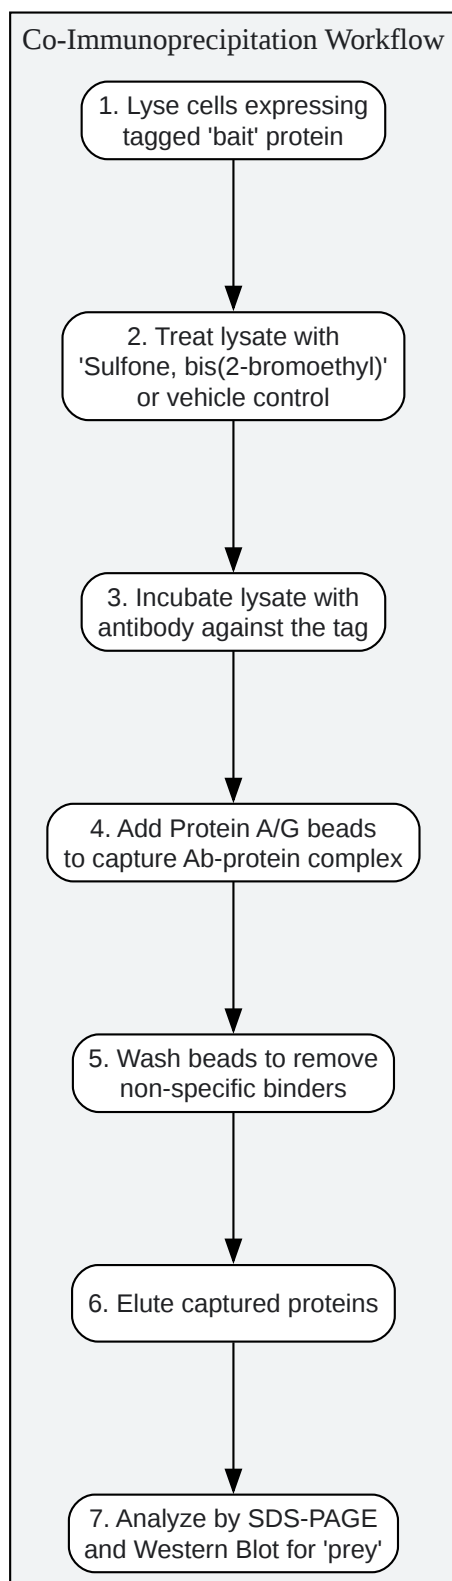 Co-Immunoprecipitation Workflow
1. Lyse cells expressing
tagged 'bait' protein
2. Treat lysate with
'Sulfone, bis(2-bromoethyl)'
or vehicle control
3. Incubate lysate with
antibody against the tag
4. Add Protein A/G beads
to capture Ab-protein complex
5. Wash beads to remove
non-specific binders
6. Elute captured proteins
7. Analyze by SDS-PAGE
and Western Blot for 'prey'